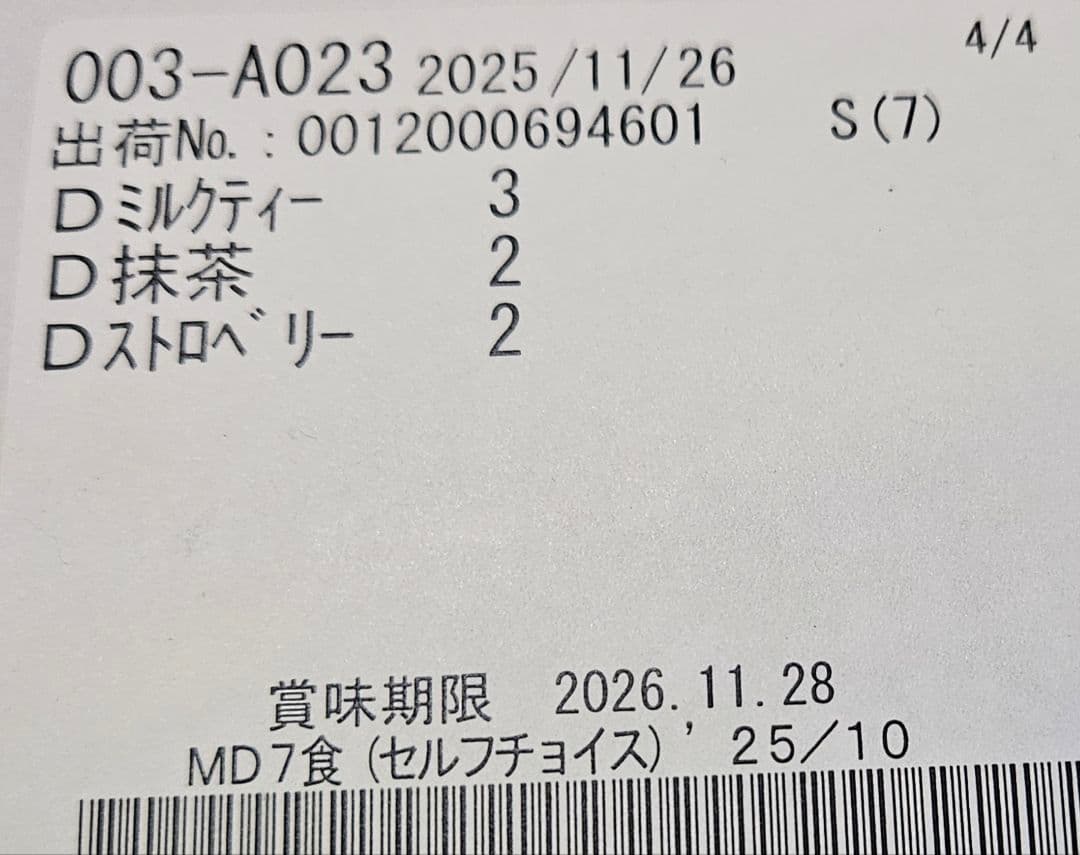 003-A023 2025/11/26 4/4
出荷No. : 0012000694601 S(7)
Dミルクティー 3
D抹茶 2
Dストロベリー 2
賞味期限 2026.11.28
MD7食(セルフチョイス)’25/10